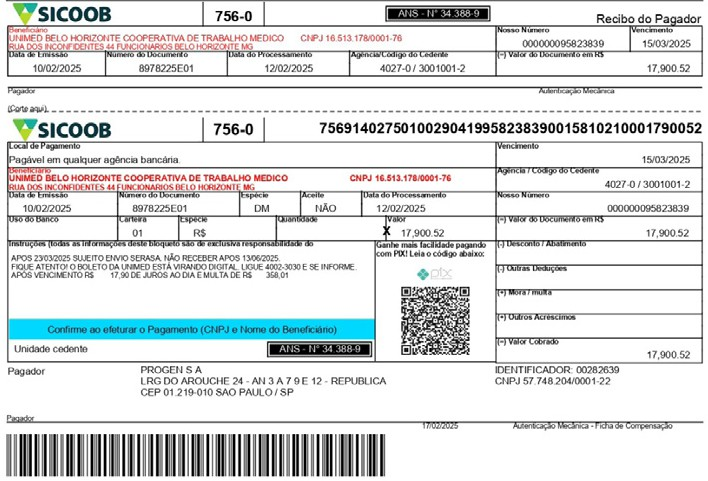 SICOOB
756-0
ANS - N° 34.388-9
Recibo do Pagador
Beneficiário
UNIMED BELO HORIZONTE COOPERATIVA DE TRABALHO MEDICO CNPJ 16.513.178/0001-76
RUA DOS INCONFIDENTES 44 FUNCIONARIOS BELO HORIZONTE MG
Nosso Número
000000095823839
Vencimento
15/03/2025
Data de Emissão
10/02/2025
Número do Documento
8978225E01
Data do Processamento
12/02/2025
Agência/Código do Cedente
4027-0 / 3001001-2
(=) Valor do Documento em R$
17,900.52
Pagador
Autenticação Mecânica
(Corte aqui)
SICOOB
756-0
75691402750100290419958238390015810210001790052
Local de Pagamento
Pagável em qualquer agência bancária.
Vencimento
15/03/2025
Beneficiário
UNIMED BELO HORIZONTE COOPERATIVA DE TRABALHO MEDICO CNPJ 16.513.178/0001-76
RUA DOS INCONFIDENTES 44 FUNCIONARIOS BELO HORIZONTE MG
Agência / Código do Cedente
4027-0 / 3001001-2
Data de Emissão
10/02/2025
Número do Documento
8978225E01
Espécie
DM
Aceite
NÃO
Data do Processamento
12/02/2025
Nosso Número
000000095823839
Uso do Banco
Carteira
01
Espécie
R$
Quantidade
Valor
X 17,900.52
(=) Valor do Documento em R$
17,900.52
Instruções (todas as informações deste bloqueto são de exclusiva responsabilidade do
APOS 23/03/2025 SUJEITO ENVIO SERASA. NÃO RECEBER APOS 13/06/2025.
FIQUE ATENTO! O BOLETO DA UNIMED ESTÁ VIRANDO DIGITAL. LIGUE 4002-3030 E SE INFORME.
APÓS VENCIMENTO R$ 17,90 DE JUROS AO DIA E MULTA DE R$ 358,01
Ganhe mais facilidade pagando
com PIX! Leia o código abaixo:
pix
(-) Desconto / Abatimento
(-) Outras Deduções
(+) Mora / multa
(+) Outros Acrescimos
(=) Valor Cobrado
17,900.52
Confirme ao efeturar o Pagamento (CNPJ e Nome do Beneficiário)
Unidade cedente
ANS - N° 34.388-9
Pagador
PROGEN S A
LRG DO AROUCHE 24 - AN 3 A 7 9 E 12 - REPUBLICA
CEP 01.219-010 SAO PAULO / SP
IDENTIFICADOR: 00282639
CNPJ 57.748.204/0001-22
Pagador
17/02/2025
Autenticação Mecânica - Ficha de Compensação